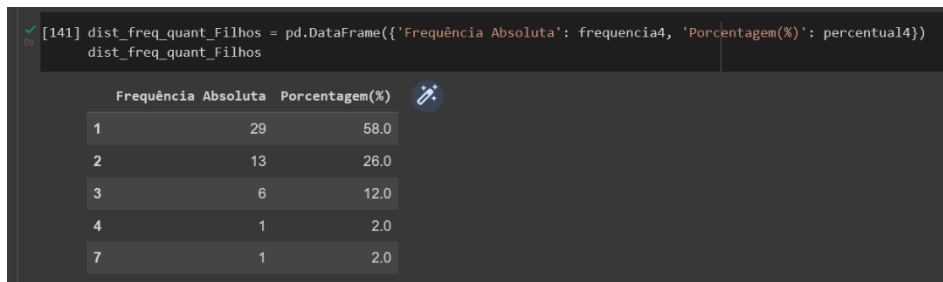 [141] dist_freq_quant_Filhos = pd.DataFrame({'Frequência Absoluta': frequencia4, 'Porcentagem(%)': percentual4})
0s
dist_freq_quant_Filhos
Frequência Absoluta Porcentagem(%)
1 29 58.0
2 13 26.0
3 6 12.0
4 1 2.0
7 1 2.0